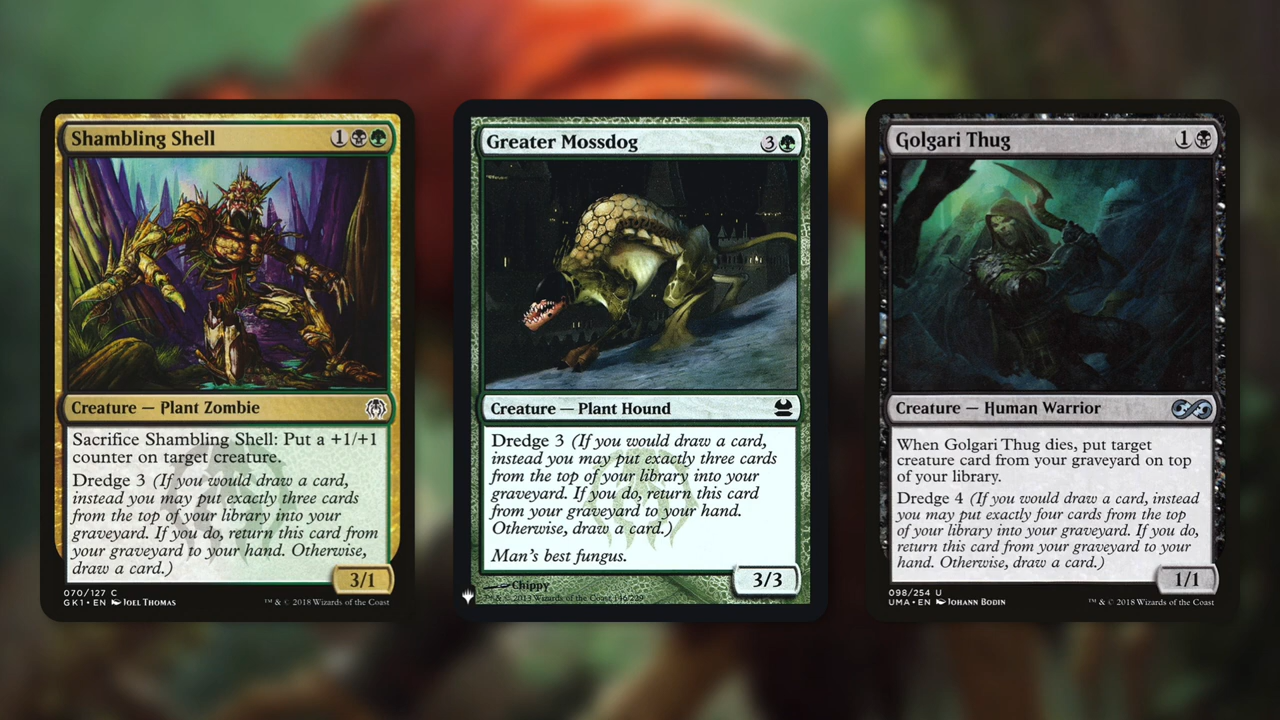 Shambling Shell 1
Creature — Plant Zombie
Sacrifice Shambling Shell: Put a +1/+1
counter on target creature.
Dredge 3 (If you would draw a card,
instead you may put exactly three cards
from the top of your library into your
graveyard. If you do, return this card from
your graveyard to your hand. Otherwise,
draw a card.)
3/1
070/127 C
GK1 • EN Joel Thomas ™ & © 2018 Wizards of the Coast
Greater Mossdog 3
Creature — Plant Hound
Dredge 3 (If you would draw a card,
instead you may put exactly three cards
from the top of your library into your
graveyard. If you do, return this card
from your graveyard to your hand.
Otherwise, draw a card.)
Man's best fungus.
3/3
Chippy
™ & © 2013 Wizards of the Coast 146/229
Golgari Thug 1
Creature — Human Warrior
When Golgari Thug dies, put target
creature card from your graveyard on top
of your library.
Dredge 4 (If you would draw a card, instead
you may put exactly four cards from the top
of your library into your graveyard. If you do,
return this card from your graveyard to your
hand. Otherwise, draw a card.)
1/1
098/254 U
UMA • EN Johann Bodin ™ & © 2018 Wizards of the Coast